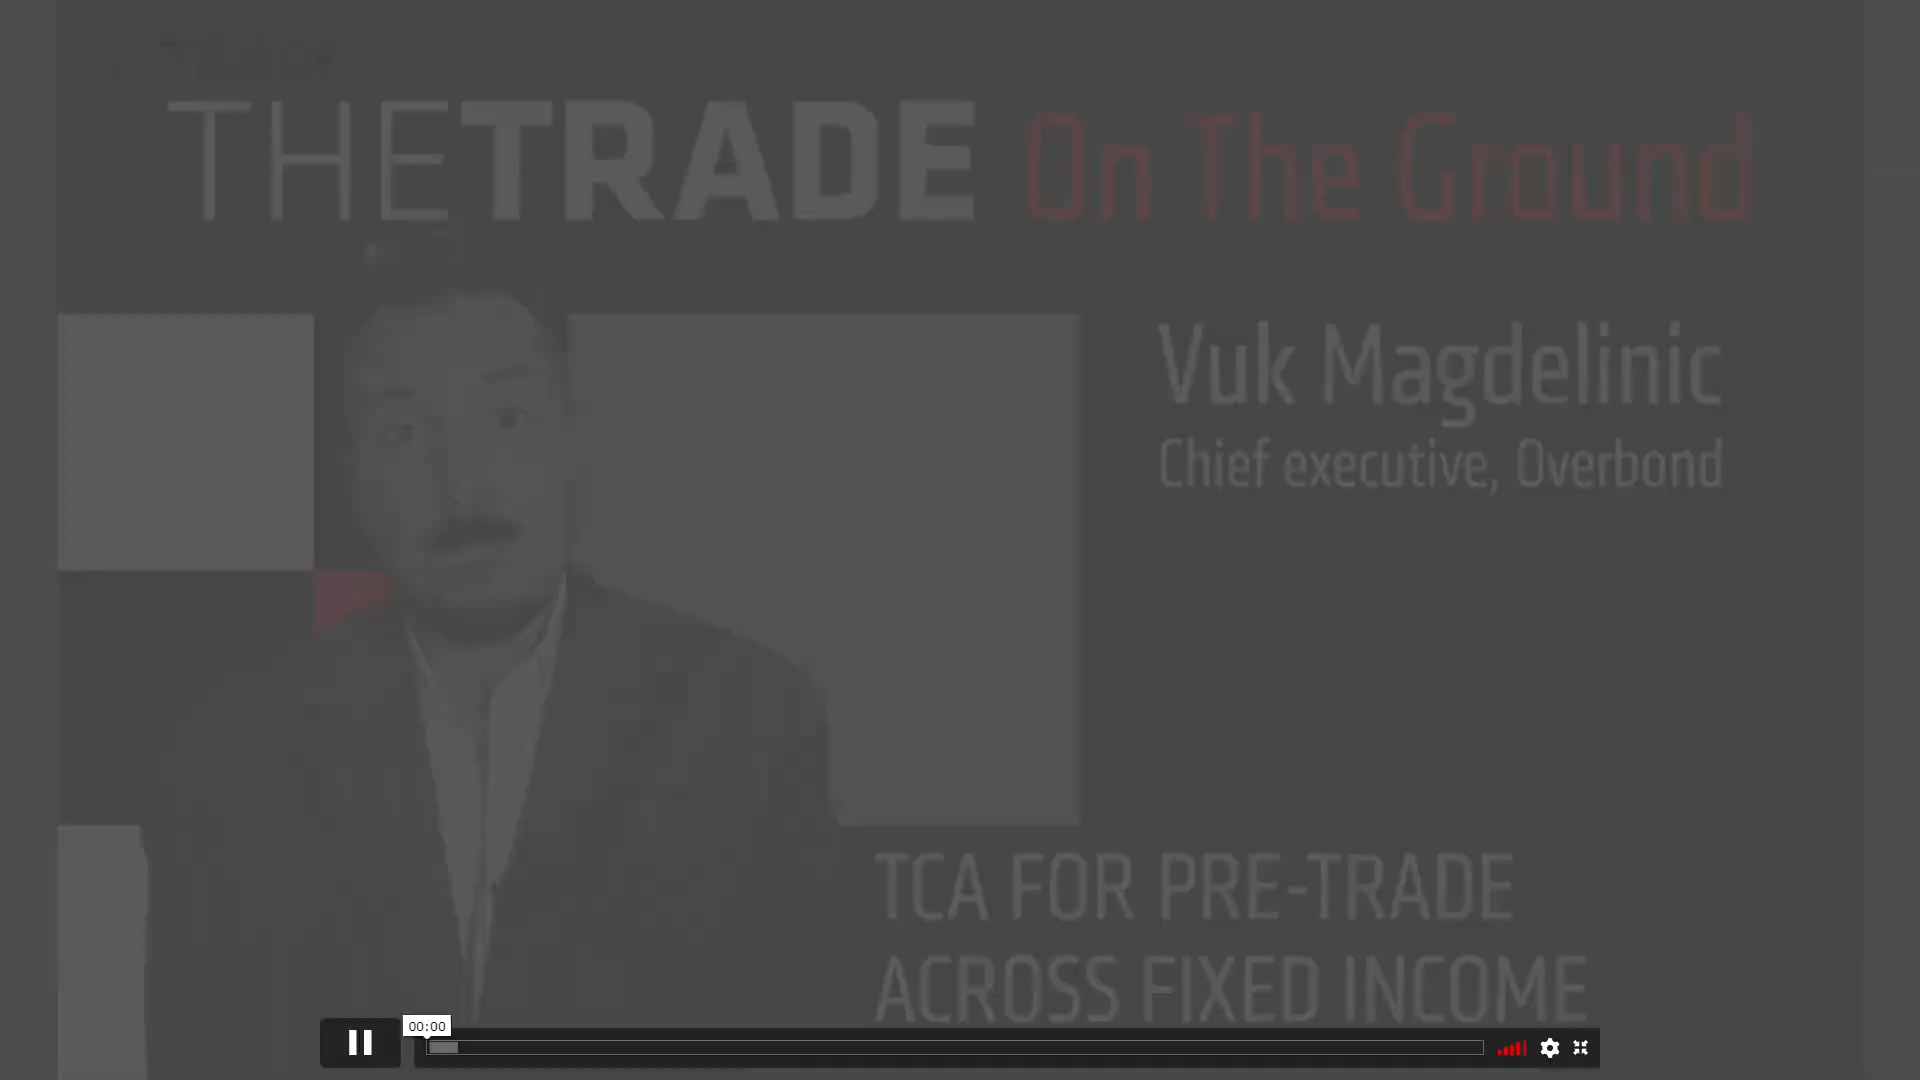 THETRADE On The Ground
Vuk Magdelinic
Chief executive, Overbond
TCA FOR PRE-TRADE
ACROSS FIXED INCOME
00:00